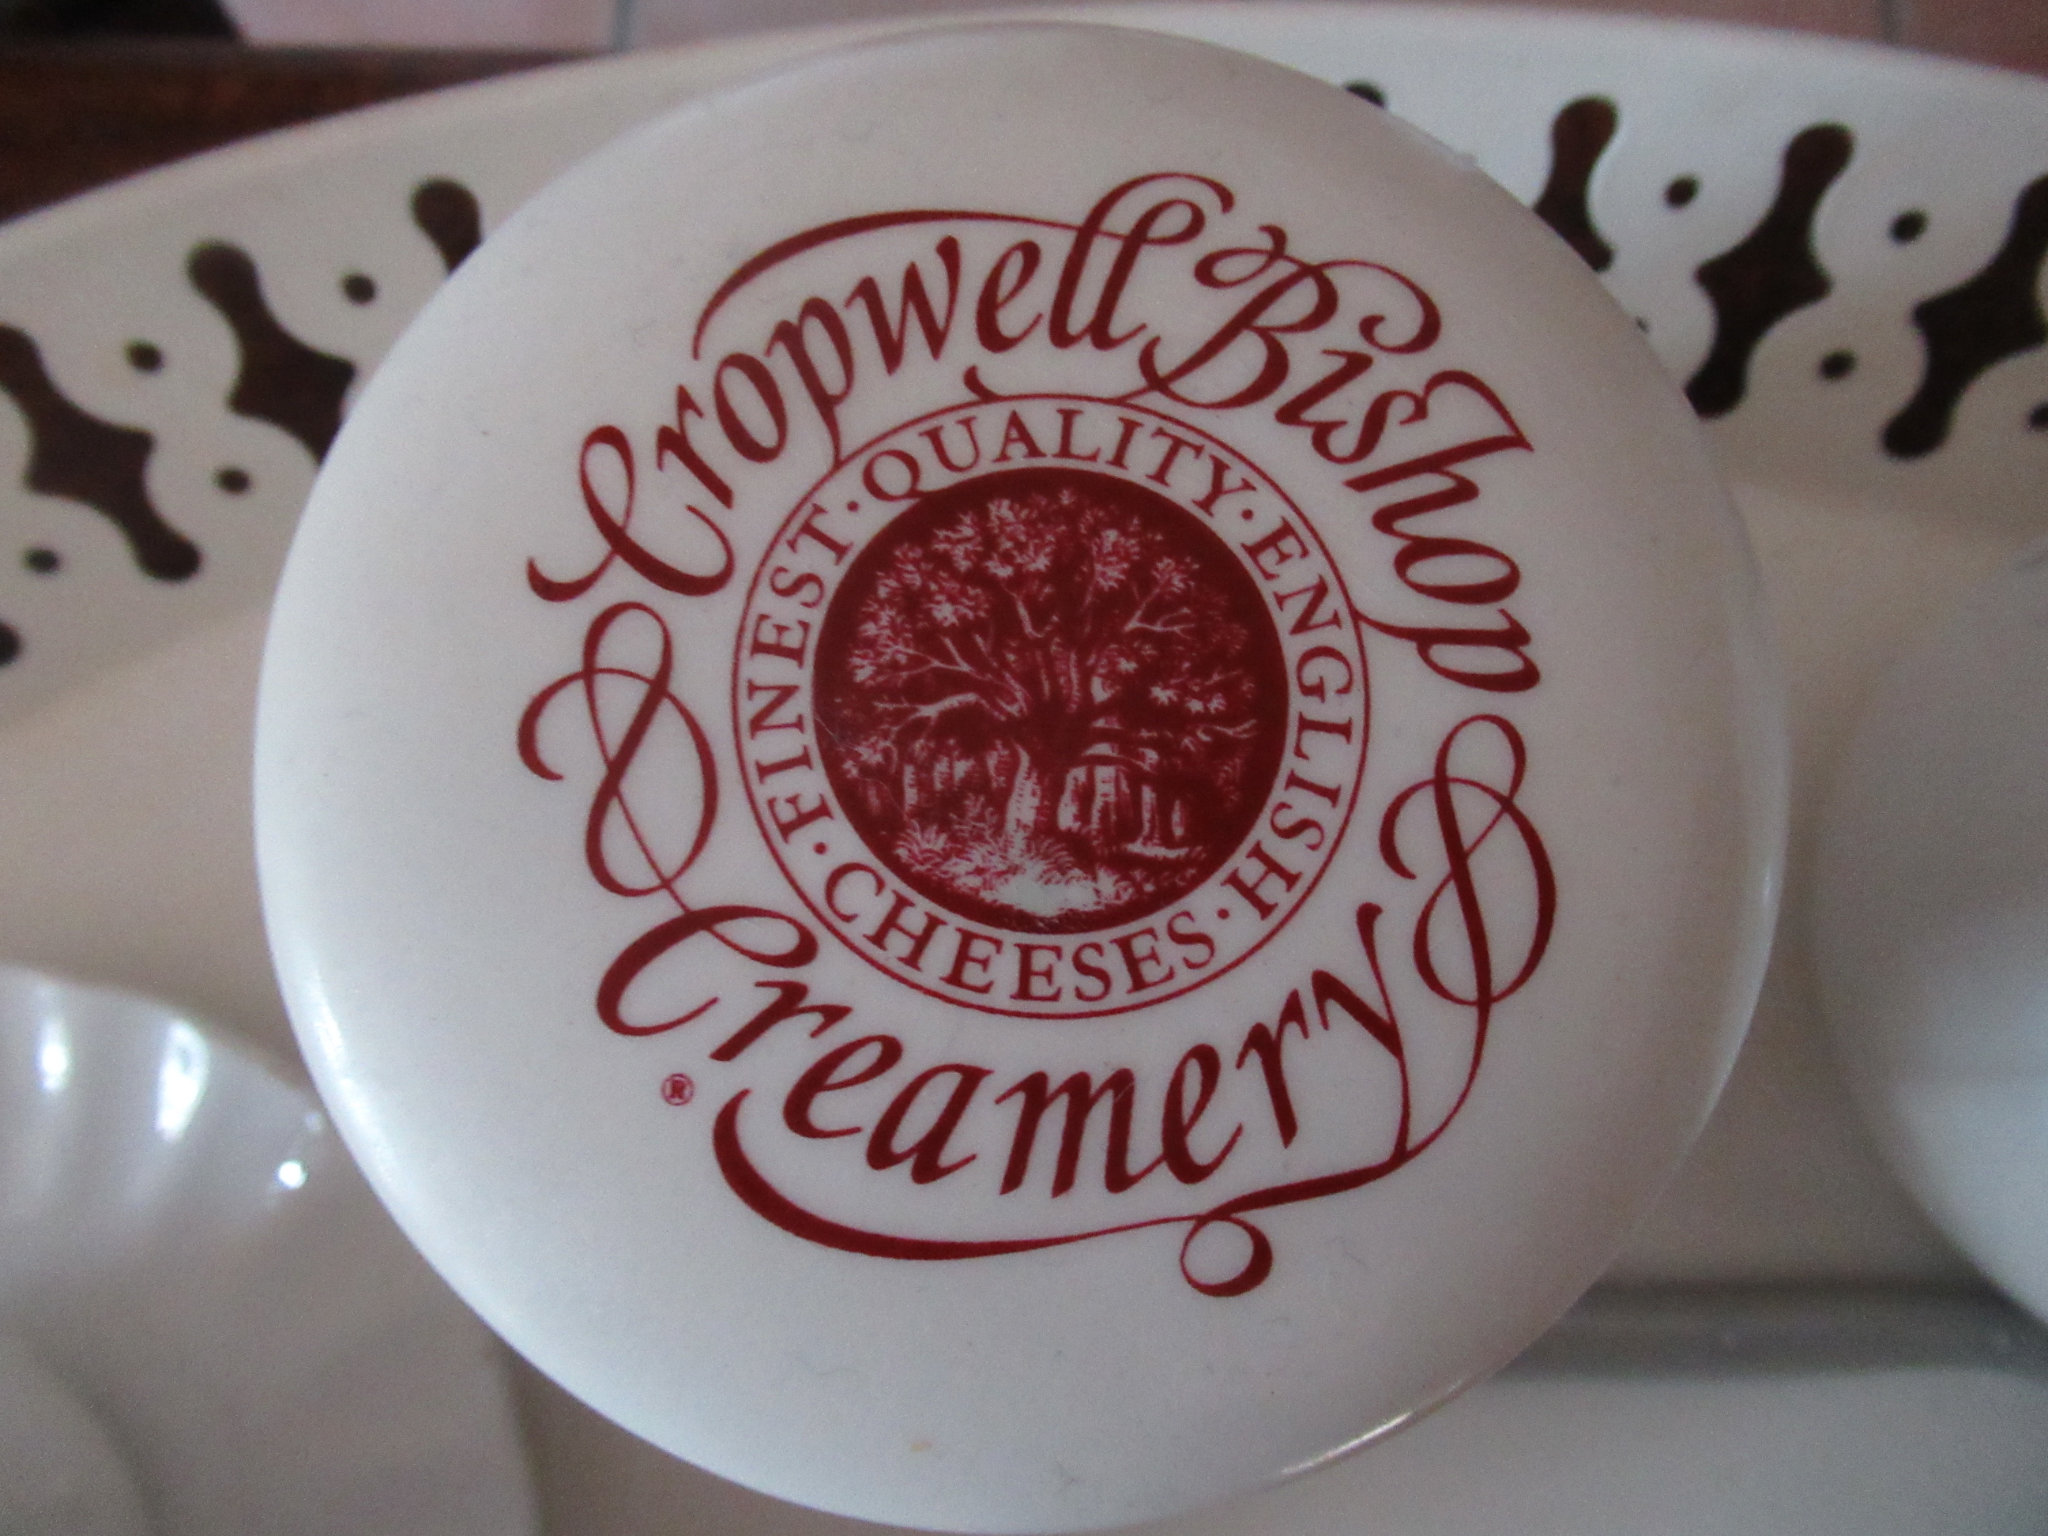 Cropwell Bishop
FINEST · QUALITY · ENGLISH · CHEESES ·
Creamery
®